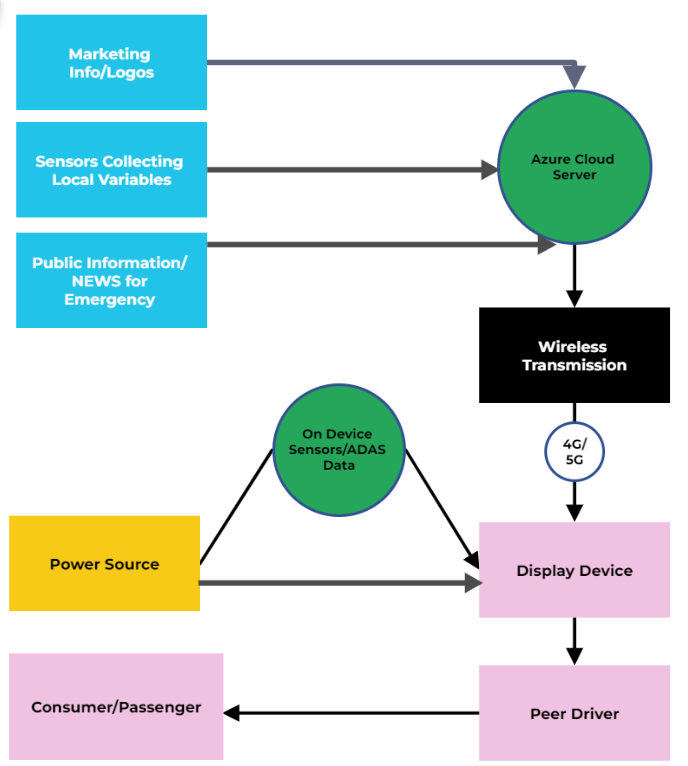 Marketing
Info/Logos
Sensors Collecting
Local Variables
Azure Cloud
Server
Public Information/
NEWS for
Emergency
Wireless
Transmission
On Device
Sensors/ADAS
Data
4G/
5G
Power Source
Display Device
Consumer/Passenger
Peer Driver